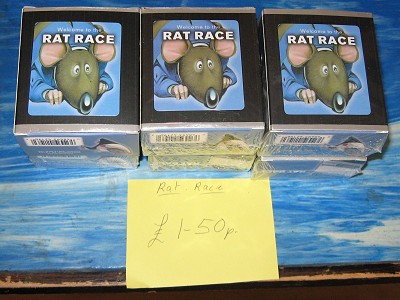 Welcome to the
RAT RACE
Welcome to the
RAT RACE
Welcome to the
RAT RACE
Rat Race
£ 1-50p.